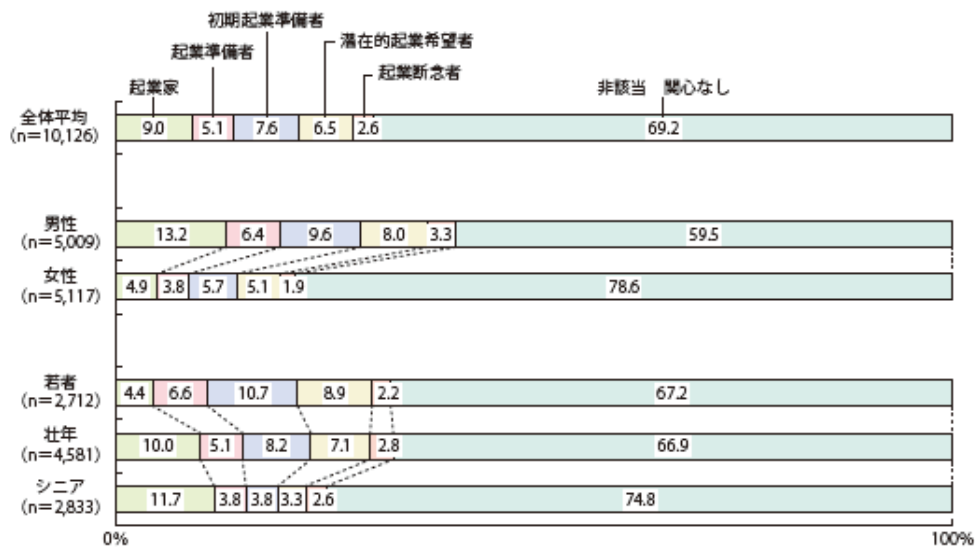 初期起業準備者
起業準備者
潜在的起業希望者
起業家
起業断念者
非該当 関心なし
全体平均
(n=10,126)
9.0 5.1 7.6 6.5 2.6 69.2
男性
(n=5,009)
13.2 6.4 9.6 8.0 3.3 59.5
女性
(n=5,117)
4.9 3.8 5.7 5.1 1.9 78.6
若者
(n=2,712)
4.4 6.6 10.7 8.9 2.2 67.2
壮年
(n=4,581)
10.0 5.1 8.2 7.1 2.8 66.9
シニア
(n=2,833)
11.7 3.8 3.8 3.3 2.6 74.8
0% 100%